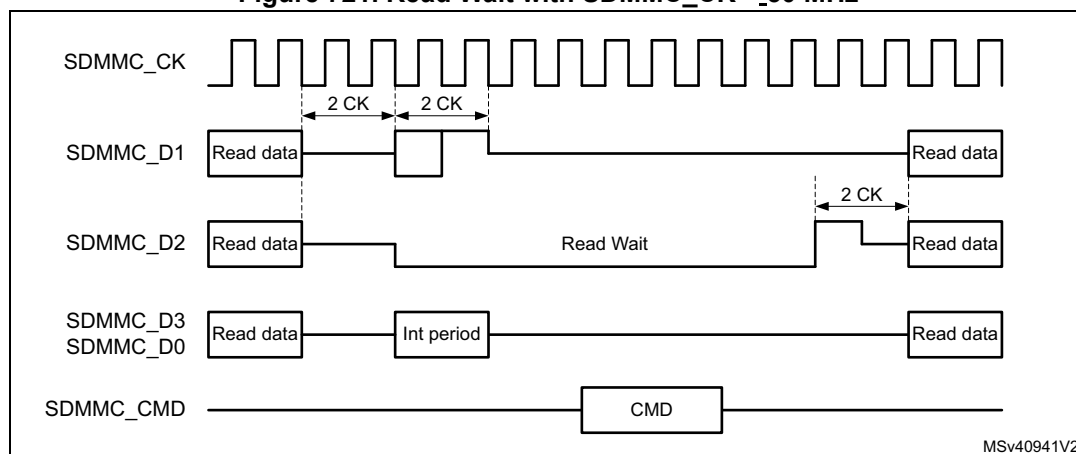 SDMMC_CK
2 CK 2 CK
SDMMC_D1 Read data Read data
2 CK
SDMMC_D2 Read data Read Wait Read data
SDMMC_D3
SDMMC_D0
Read data Int period Read data
SDMMC_CMD CMD
MSv40941V2